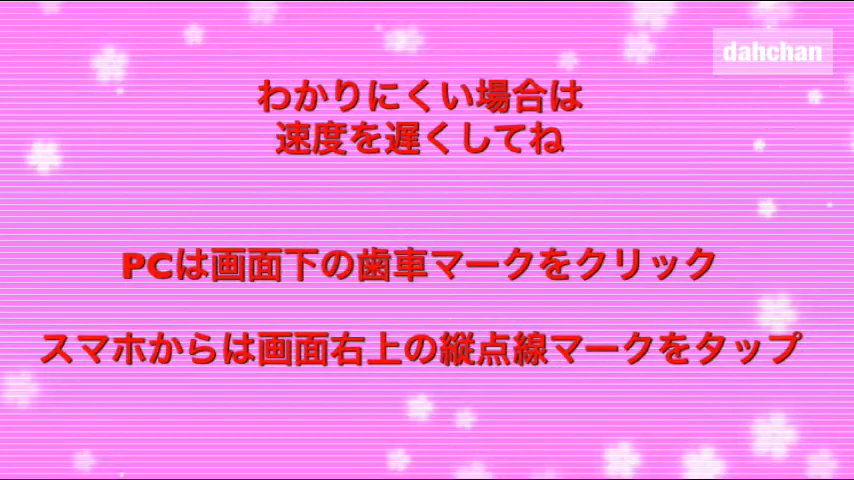 dahchan
わかりにくい場合は
速度を遅くしてね
PCは画面下の歯車マークをクリック
スマホからは画面右上の縦点線マークをタップ